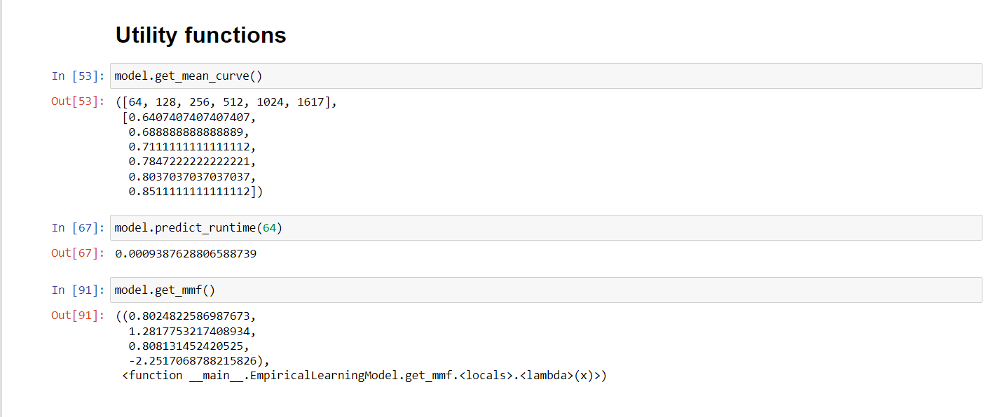 Utility functions
In [53]: model.get_mean_curve()
Out[53]: ([64, 128, 256, 512, 1024, 1617],
[0.6407407407407407,
0.688888888888889,
0.7111111111111112,
0.7847222222222221,
0.8037037037037037,
0.8511111111111112])
In [67]: model.predict_runtime(64)
Out[67]: 0.0009387628806588739
In [91]: model.get_mmf()
Out[91]: ((0.8024822586987673,
1.2817753217408934,
0.808131452420525,
-2.2517068788215826),
<function __main__.EmpiricalLearningModel.get_mmf.<locals>.<lambda>(x)>)